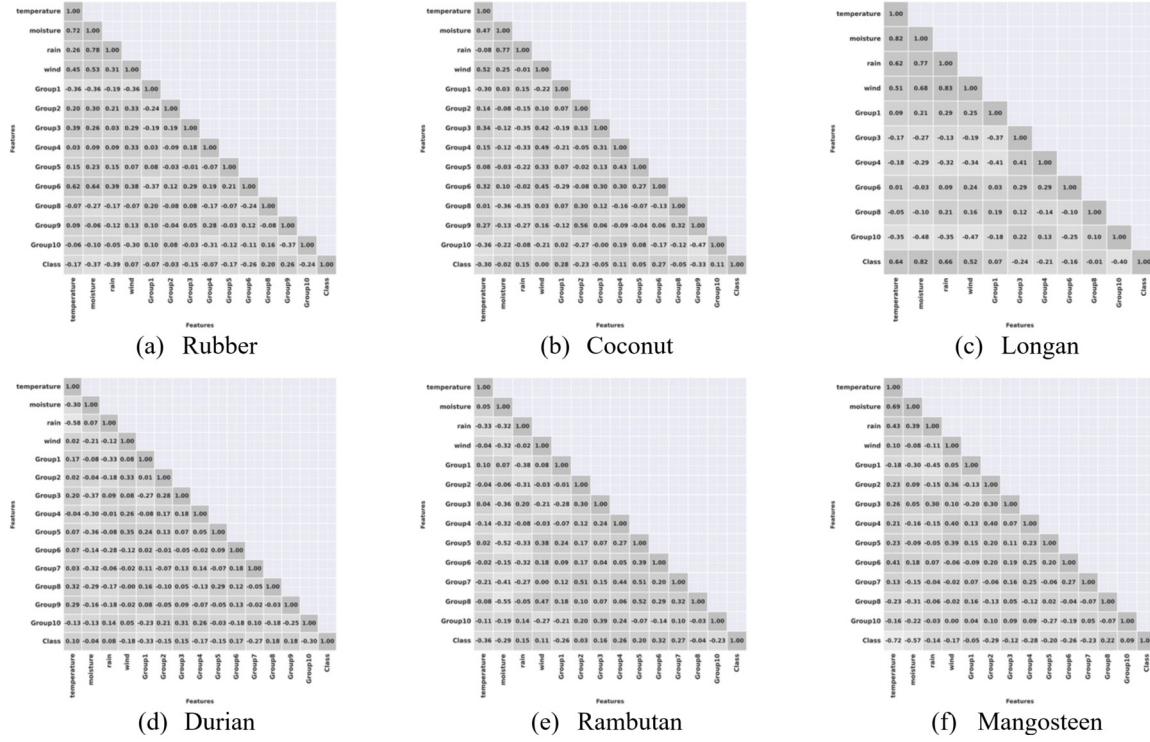 temperature 1.00
moisture 0.72 1.00
rain 0.26 0.78 1.00
wind 0.45 0.53 0.31 1.00
Group1 -0.36 -0.36 -0.19 -0.36 1.00
Group2 0.20 0.30 0.21 0.33 -0.24 1.00
Group3 0.39 0.26 0.03 0.29 -0.19 0.19 1.00
Group4 0.03 0.09 0.09 0.33 0.03 -0.09 0.18 1.00
Group5 0.15 0.23 0.15 0.07 0.08 -0.03 -0.01 -0.07 1.00
Group6 0.62 0.64 0.39 0.38 -0.37 0.12 0.29 0.19 0.21 1.00
Group8 -0.07 -0.27 -0.17 -0.07 0.20 -0.08 0.08 -0.17 -0.07 -0.24 1.00
Group9 0.09 -0.06 -0.12 0.13 0.10 -0.04 0.05 0.28 -0.03 0.12 -0.08 1.00
Group10 -0.06 -0.10 -0.05 -0.30 0.10 0.08 -0.03 -0.31 -0.12 -0.11 0.16 -0.37 1.00
Class -0.17 -0.37 -0.39 0.07 -0.07 -0.03 -0.15 -0.07 -0.17 -0.26 0.20 0.26 -0.24 1.00
Features
temperature moisture rain wind Group1 Group2 Group3 Group4 Group5 Group6 Group8 Group9 Group10 Class
Features
(a) Rubber
temperature 1.00
moisture 0.47 1.00
rain -0.08 0.77 1.00
wind 0.52 0.25 -0.01 1.00
Group1 -0.30 0.03 0.15 -0.22 1.00
Group2 0.14 -0.08 -0.15 0.10 0.07 1.00
Group3 0.34 -0.12 -0.35 0.42 -0.19 0.13 1.00
Group4 0.15 -0.12 -0.33 0.49 -0.21 -0.05 0.31 1.00
Group5 0.08 -0.03 -0.22 0.33 0.07 -0.02 0.13 0.43 1.00
Group6 0.32 0.10 -0.02 0.45 -0.29 -0.08 0.30 0.30 0.27 1.00
Group8 0.01 -0.36 -0.35 0.03 0.07 0.30 0.12 -0.16 -0.07 -0.13 1.00
Group9 0.27 -0.13 -0.27 0.16 -0.12 0.56 0.06 -0.09 -0.04 0.06 0.32 1.00
Group10 -0.36 -0.22 -0.08 -0.21 0.02 -0.27 -0.00 0.19 0.08 -0.17 -0.12 -0.47 1.00
Class -0.30 -0.02 0.15 0.00 0.28 -0.23 -0.05 0.11 0.05 0.27 -0.05 -0.33 0.11 1.00
Features
temperature moisture rain wind Group1 Group2 Group3 Group4 Group5 Group6 Group8 Group9 Group10 Class
Features
(b) Coconut
temperature 1.00
moisture 0.82 1.00
rain 0.62 0.77 1.00
wind 0.51 0.68 0.83 1.00
Group1 0.09 0.21 0.29 0.25 1.00
Group3 -0.17 -0.27 -0.13 -0.19 -0.37 1.00
Group4 -0.18 -0.29 -0.32 -0.34 -0.41 0.41 1.00
Group6 0.01 -0.03 0.09 0.24 0.03 0.29 0.29 1.00
Group8 -0.05 -0.10 0.21 0.16 0.19 0.12 -0.14 -0.10 1.00
Group10 -0.35 -0.48 -0.35 -0.47 -0.18 0.22 0.13 -0.25 0.10 1.00
Class 0.64 0.82 0.66 0.52 0.07 -0.24 -0.21 -0.16 -0.01 -0.40 1.00
Features
temperature moisture rain wind Group1 Group3 Group4 Group6 Group8 Group10 Class
Features
(c) Longan
temperature 1.00
moisture -0.30 1.00
rain -0.58 0.07 1.00
wind 0.02 -0.21 -0.12 1.00
Group1 0.17 -0.08 -0.33 0.08 1.00
Group2 0.02 -0.04 -0.18 0.33 0.01 1.00
Group3 0.20 -0.37 0.09 0.08 -0.27 0.28 1.00
Group4 -0.04 -0.30 -0.01 0.26 -0.08 0.17 0.18 1.00
Group5 0.07 -0.36 -0.08 0.35 0.24 0.13 0.07 0.05 1.00
Group6 0.07 -0.14 -0.28 -0.12 0.02 -0.01 -0.05 -0.02 0.09 1.00
Group7 0.03 -0.32 -0.06 -0.02 0.11 -0.07 0.13 0.14 -0.07 0.18 1.00
Group8 0.32 -0.29 -0.17 -0.00 0.16 -0.10 0.05 -0.13 0.29 0.12 -0.05 1.00
Group9 0.29 -0.16 -0.18 -0.02 0.08 -0.05 0.09 -0.07 -0.05 0.13 -0.02 -0.03 1.00
Group10 -0.13 -0.13 0.14 0.05 -0.23 0.21 0.31 0.26 -0.03 -0.18 0.10 -0.18 -0.25 1.00
Class 0.10 -0.04 0.08 -0.18 -0.33 -0.15 0.15 -0.17 -0.15 0.17 -0.27 0.18 0.18 -0.30 1.00
Features
temperature moisture rain wind Group1 Group2 Group3 Group4 Group5 Group6 Group7 Group8 Group9 Group10 Class
Features
(d) Durian
temperature 1.00
moisture 0.05 1.00
rain -0.33 -0.32 1.00
wind -0.04 -0.32 -0.02 1.00
Group1 0.10 0.07 -0.38 0.08 1.00
Group2 -0.04 -0.06 -0.31 -0.03 -0.01 1.00
Group3 0.04 -0.36 0.20 -0.21 -0.28 0.30 1.00
Group4 -0.14 -0.32 -0.08 -0.03 -0.07 0.12 0.24 1.00
Group5 0.02 -0.52 -0.33 0.38 0.24 0.17 0.07 0.27 1.00
Group6 -0.02 -0.15 -0.32 0.18 0.09 0.17 0.04 0.05 0.39 1.00
Group7 -0.21 -0.41 -0.27 0.00 0.12 0.51 0.15 0.44 0.51 0.20 1.00
Group8 -0.08 -0.55 -0.05 0.47 0.18 0.10 0.07 0.06 0.52 0.29 0.32 1.00
Group10 -0.11 -0.19 0.14 -0.27 -0.21 0.20 0.39 0.24 -0.07 -0.14 0.10 -0.03 1.00
Class -0.36 -0.29 0.15 0.11 -0.26 0.03 0.16 0.26 0.20 0.32 0.27 -0.04 -0.23 1.00
Features
temperature moisture rain wind Group1 Group2 Group3 Group4 Group5 Group6 Group7 Group8 Group10 Class
Features
(e) Rambutan
temperature 1.00
moisture 0.69 1.00
rain 0.43 0.39 1.00
wind 0.10 -0.08 -0.11 1.00
Group1 -0.18 -0.30 -0.45 0.05 1.00
Group2 0.23 0.09 -0.15 0.36 -0.13 1.00
Group3 0.26 0.05 0.30 0.10 -0.20 0.30 1.00
Group4 0.21 -0.16 -0.15 0.40 0.13 0.40 0.07 1.00
Group5 0.23 -0.09 -0.05 0.39 0.15 0.20 0.11 0.23 1.00
Group6 0.41 0.18 0.07 -0.06 -0.09 0.20 0.19 0.25 0.20 1.00
Group7 0.13 -0.15 -0.04 -0.02 0.07 -0.06 0.16 0.25 -0.06 0.27 1.00
Group8 -0.23 -0.31 -0.06 -0.02 0.16 -0.13 0.05 -0.12 0.02 -0.04 -0.07 1.00
Group10 -0.16 -0.22 -0.03 0.00 0.04 0.10 0.09 0.16 -0.27 -0.19 0.05 -0.07 1.00
Class -0.72 -0.57 -0.14 -0.17 -0.05 -0.29 -0.12 -0.28 -0.20 -0.26 -0.23 0.22 0.09 1.00
Features
temperature moisture rain wind Group1 Group2 Group3 Group4 Group5 Group6 Group7 Group8 Group10 Class
Features
(f) Mangosteen